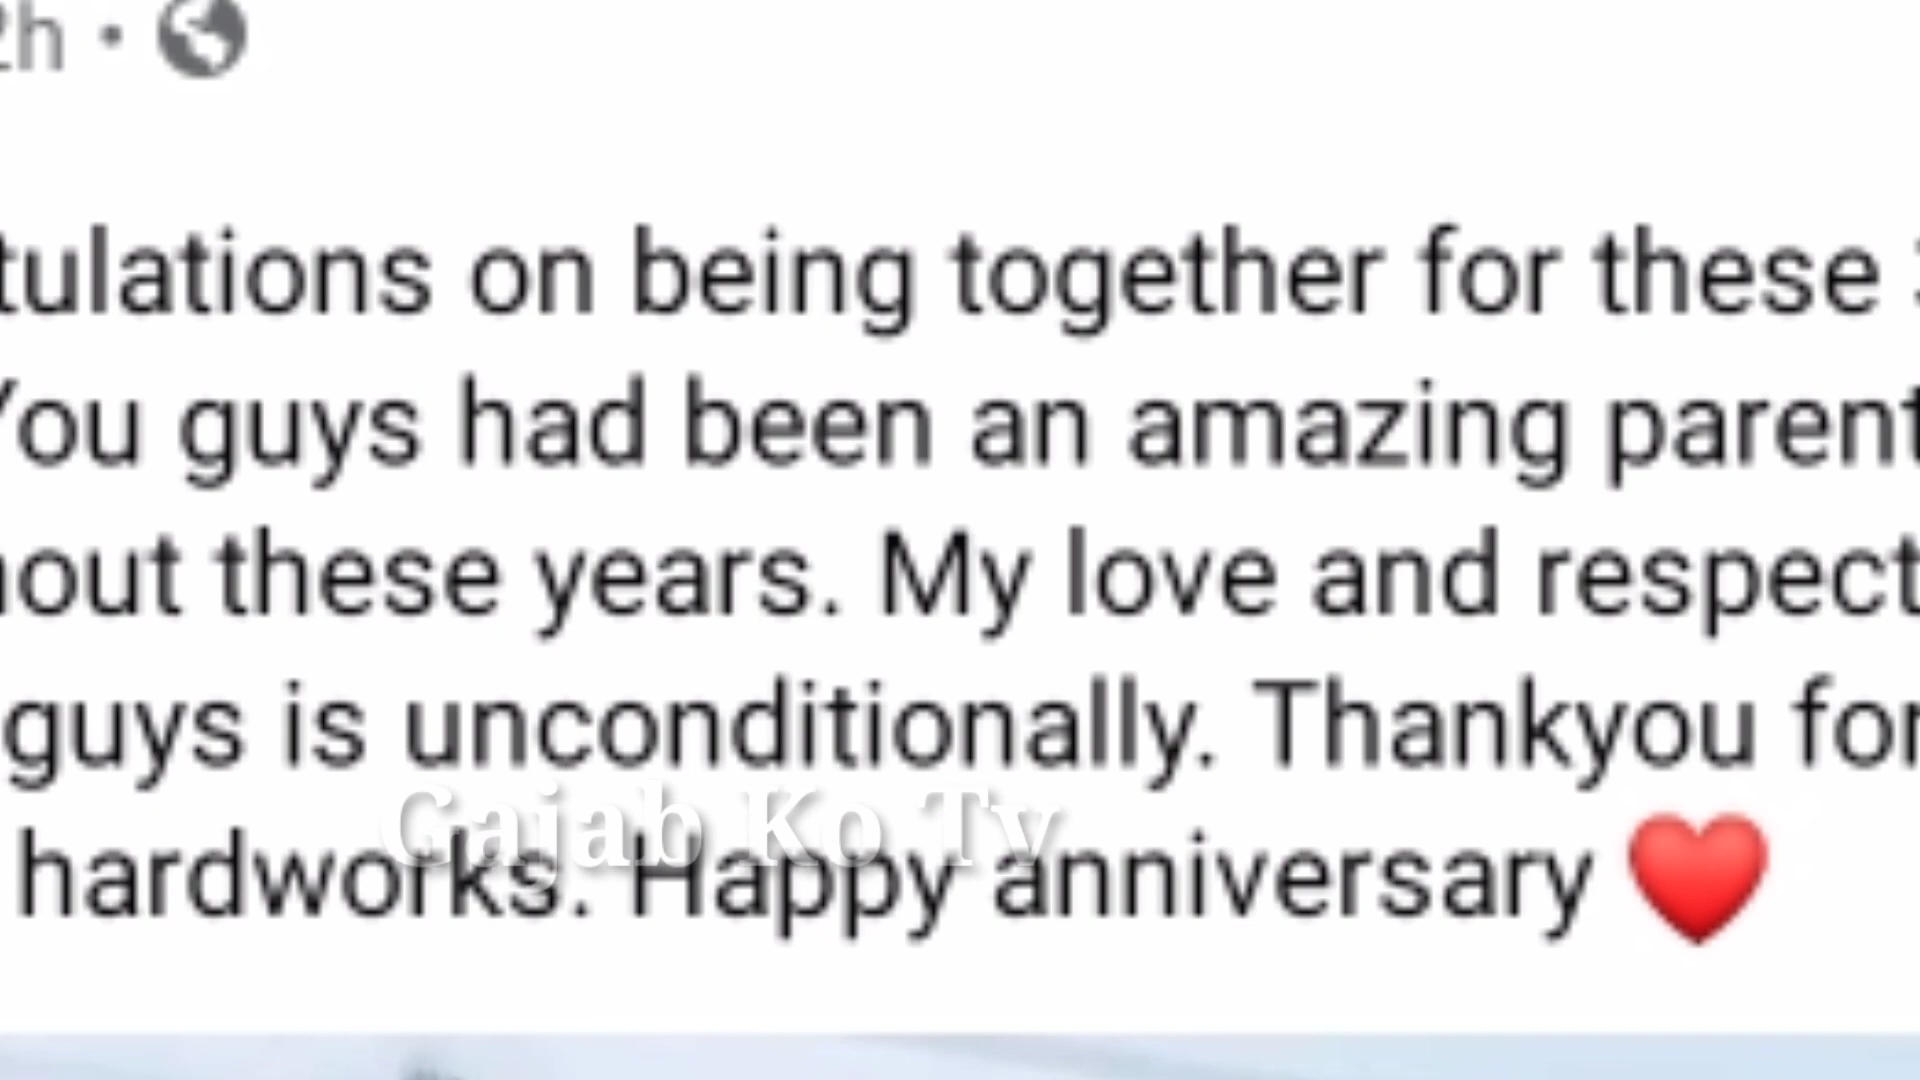 2h
tulations on being together for these
You guys had been an amazing parent
out these years. My love and respect
guys is unconditionally. Thankyou for
Gajab Ko Tv
hardworks. Happy anniversary ❤️